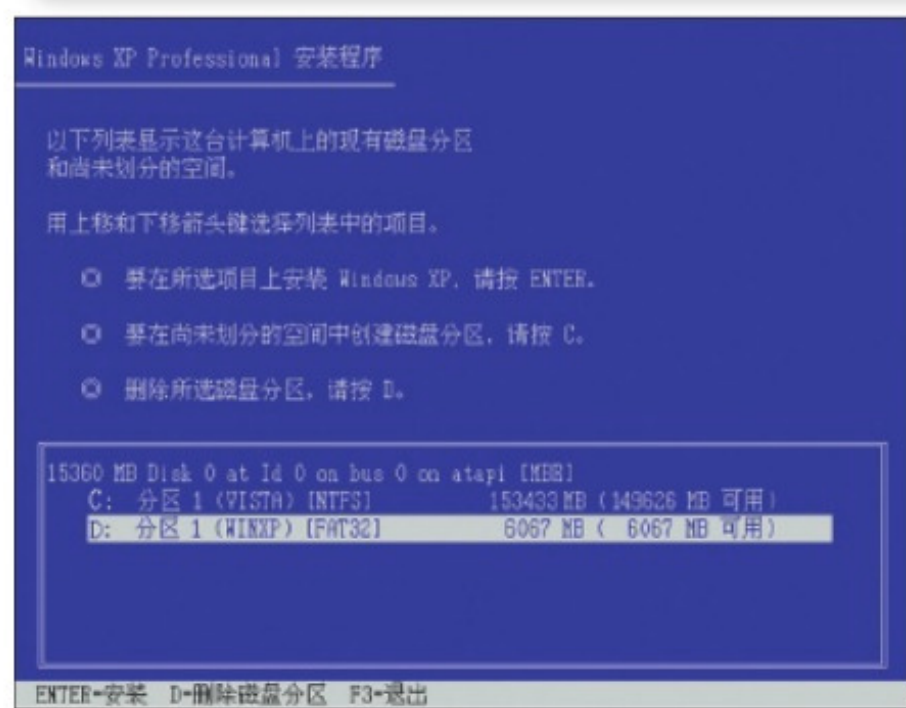 Windows XP Professional 安装程序
以下列表显示这台计算机上的现有磁盘分区
和尚未划分的空间。
用上移和下移箭头键选择列表中的项目。
要在所选项目上安装 Windows XP，请按 ENTER。
要在尚未划分的空间中创建磁盘分区，请按 C。
删除所选磁盘分区，请按 D。
15360 MB Disk 0 at Id 0 on bus 0 on atapi [MBR]
C: 分区 1 (VISTA) [NTFS] 153433 MB ( 149626 MB 可用)
D: 分区 1 (WINXP) [FAT32] 6067 MB ( 6067 MB 可用)
ENTER=安装 D=删除磁盘分区 F3=退出